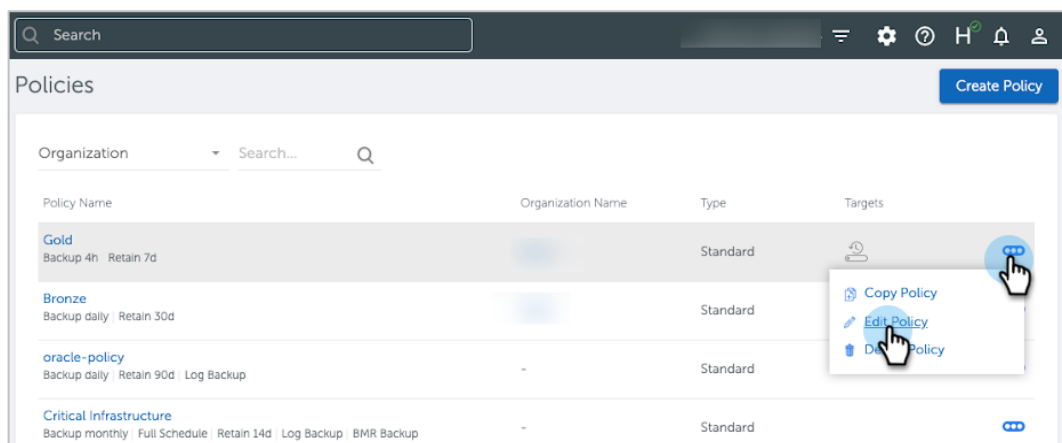 Search
H
Policies
Create Policy
Organization Search...
Policy Name Organization Name Type Targets
Gold
Backup 4h Retain 7d
Standard
Copy Policy
Bronze
Backup daily Retain 30d
Standard
Edit Policy
Policy
oracle-policy
Backup daily Retain 90d Log Backup
- Standard
Critical Infrastructure
Backup monthly Full Schedule Retain 14d Log Backup BMR Backup
- Standard